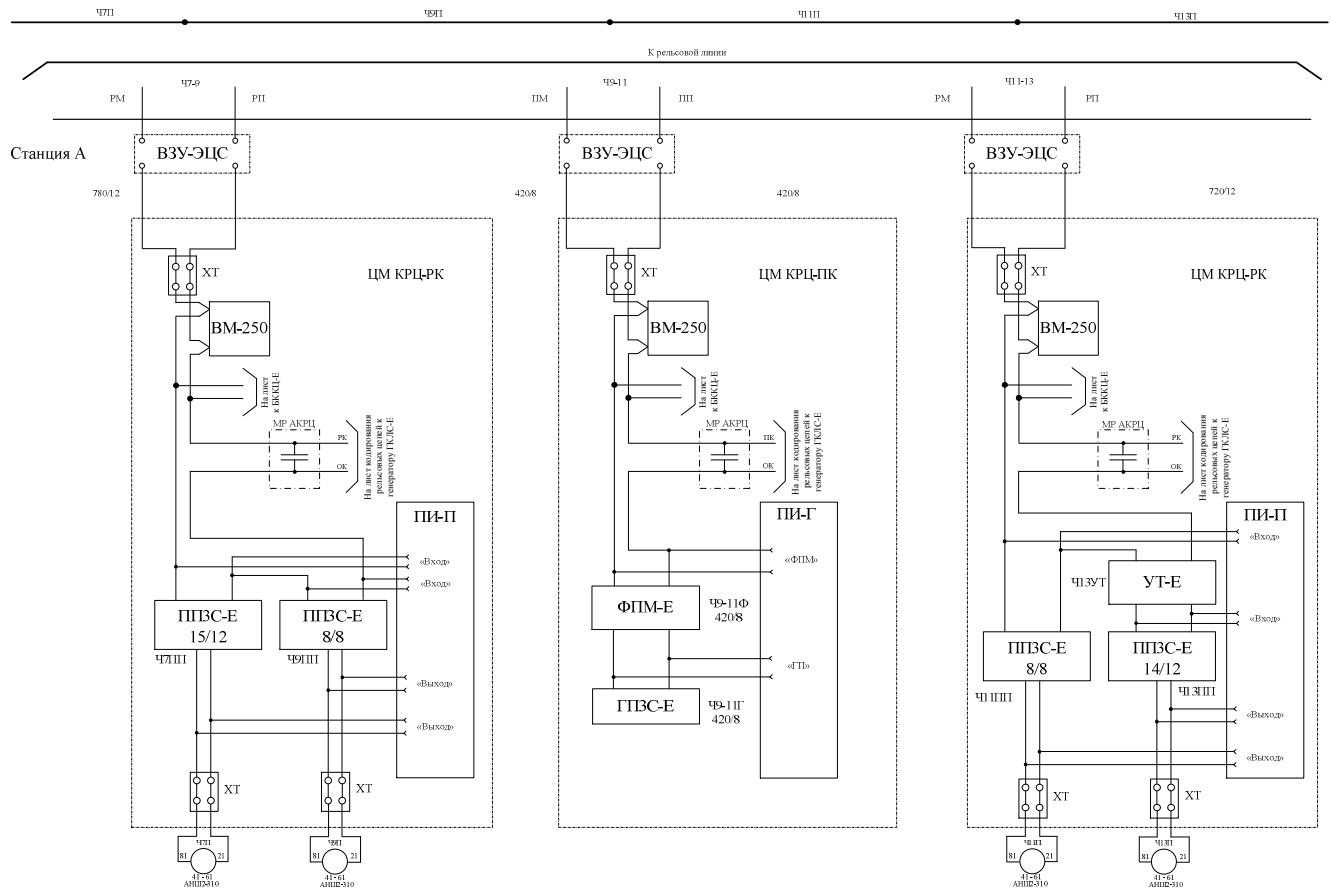 Ч7П
Ч9П
Ч11П
Ч13П
К рельсовой линии
Ч7-9
Ч9-11
Ч11-13
РМ
РП
ПМ
ПП
РМ
РП
Станция А
ВЗУ-ЭЦС
ВЗУ-ЭЦС
ВЗУ-ЭЦС
780/12
420/8
420/8
720/12
ХТ
ЦМ КРЦ-РК
ХТ
ЦМ КРЦ-ПК
ХТ
ЦМ КРЦ-РК
ВМ-250
ВМ-250
ВМ-250
На лист
к БККЦ-Е
На лист
к БККЦ-Е
На лист
к БККЦ-Е
МР АКРЦ
РК
ОК
На лист кодирования
рельсовых цепей к
генератору ГКЛС-Е
МР АКРЦ
ПК
ОК
На лист кодирования
рельсовых цепей к
генератору ГКЛС-Е
МР АКРЦ
РК
ОК
На лист кодирования
рельсовых цепей к
генератору ГКЛС-Е
ПИ-П
«Вход»
«Вход»
«Выход»
«Выход»
ПИ-Г
«ФПМ»
«ГП»
ПИ-П
«Вход»
«Вход»
«Выход»
«Выход»
ППЗС-Е
15/12
Ч7ПП
ППЗС-Е
8/8
Ч9ПП
ФПМ-Е
Ч9-11Ф
420/8
ГПЗС-Е
Ч9-11Г
420/8
Ч13УТ
УТ-Е
ППЗС-Е
8/8
Ч11ПП
ППЗС-Е
14/12
Ч13ПП
ХТ
ХТ
ХТ
ХТ
Ч7П
81
21
41 - 61
АНШ2-310
Ч9П
81
21
41 - 61
АНШ2-310
Ч11П
81
21
41 - 61
АНШ2-310
Ч13П
81
21
41 - 61
АНШ2-310